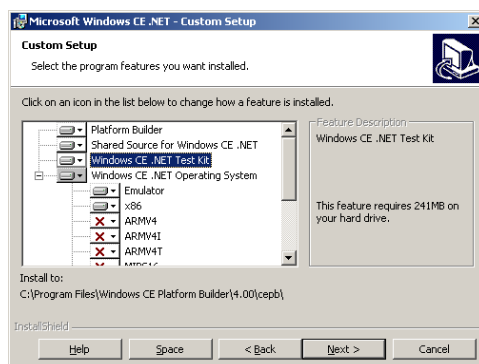 Microsoft Windows CE .NET - Custom Setup
Custom Setup
Select the program features you want installed.
Click on an icon in the list below to change how a feature is installed.
Platform Builder
Shared Source for Windows CE .NET
Windows CE .NET Test Kit
Windows CE .NET Operating System
Emulator
x86
ARMV4
ARMV4I
ARMV4T
MIPS16
Feature Description
Windows CE .NET Test Kit
This feature requires 241MB on
your hard drive.
Install to:
C:\Program Files\Windows CE Platform Builder\4.00\cepb\
InstallShield
Help
Space
< Back
Next >
Cancel